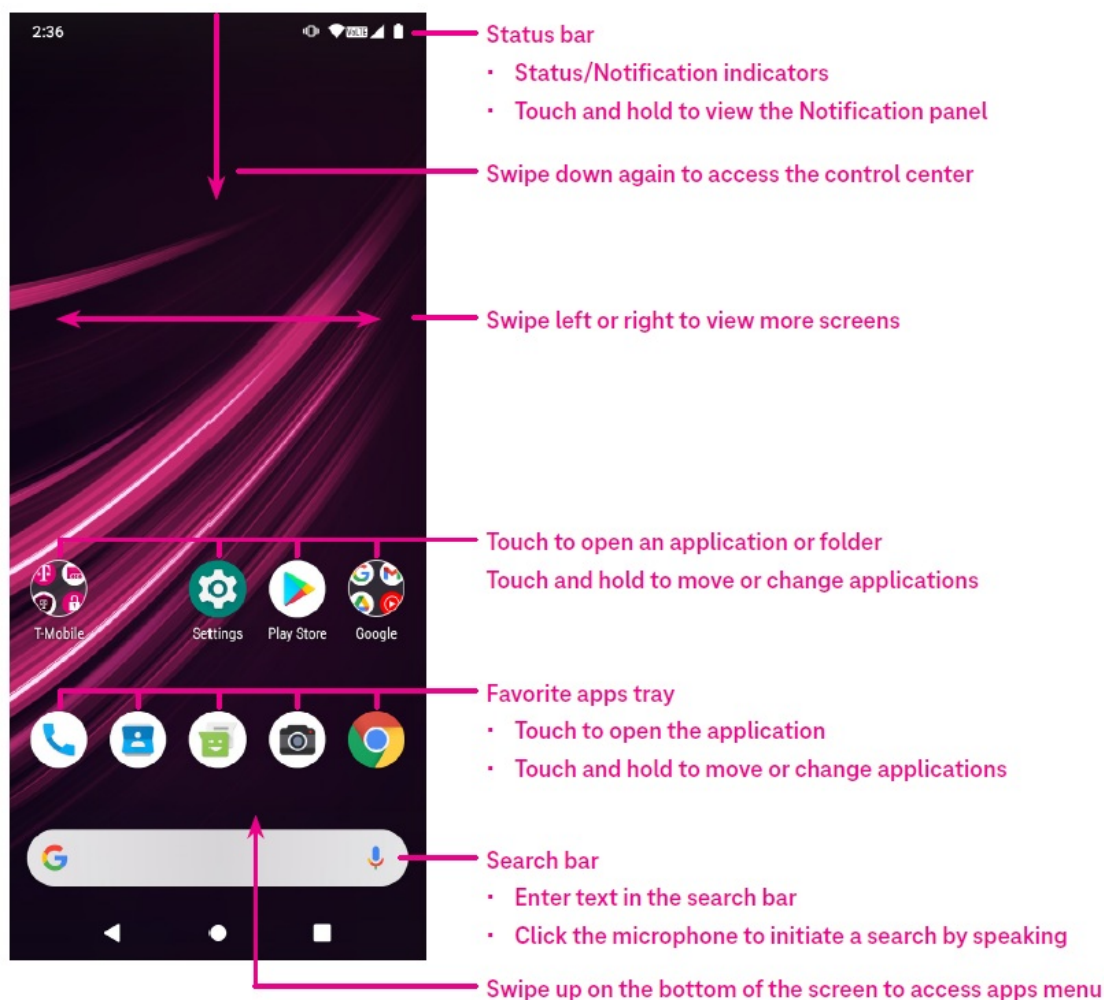 2:36
VoLTE
Status bar
· Status/Notification indicators
· Touch and hold to view the Notification panel
Swipe down again to access the control center
Swipe left or right to view more screens
Touch to open an application or folder
Touch and hold to move or change applications
T-Mobile
Settings
Play Store
Google
Favorite apps tray
· Touch to open the application
· Touch and hold to move or change applications
Search bar
· Enter text in the search bar
· Click the microphone to initiate a search by speaking
Swipe up on the bottom of the screen to access apps menu